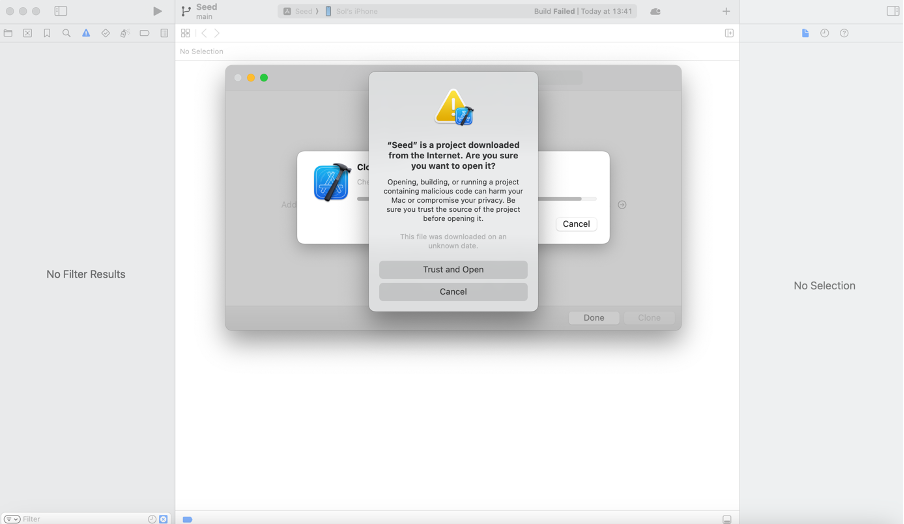 Seed
main
Seed
Sol's iPhone
Build Failed | Today at 13:41
No Selection
"Seed" is a project downloaded
from the Internet. Are you sure
you want to open it?
Opening, building, or running a project
containing malicious code can harm your
Mac or compromise your privacy. Be
sure you trust the source of the project
before opening it.
This file was downloaded on an
unknown date.
Trust and Open
Cancel
Add
Cancel
Done
Clone
No Filter Results
No Selection
Filter